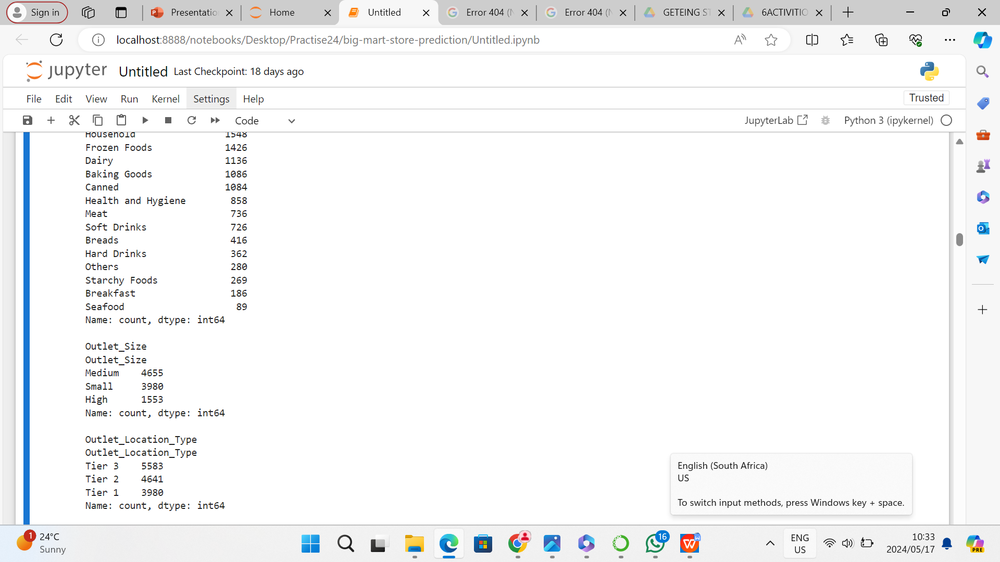 Sign in
Presentatio
Home
Untitled
Error 404 (N
Error 404 (N
GETEING ST
6ACTIVITIO
localhost:8888/notebooks/Desktop/Practise24/big-mart-store-prediction/Untitled.ipynb
jupyter Untitled Last Checkpoint: 18 days ago
File Edit View Run Kernel Settings Help
Trusted
Code
JupyterLab
Python 3 (ipykernel)
Household 1548
Frozen Foods 1426
Dairy 1136
Baking Goods 1086
Canned 1084
Health and Hygiene 858
Meat 736
Soft Drinks 726
Breads 416
Hard Drinks 362
Others 280
Starchy Foods 269
Breakfast 186
Seafood 89
Name: count, dtype: int64
Outlet_Size
Outlet_Size
Medium 4655
Small 3980
High 1553
Name: count, dtype: int64
Outlet_Location_Type
Outlet_Location_Type
Tier 3 5583
Tier 2 4641
Tier 1 3980
Name: count, dtype: int64
English (South Africa)
US
To switch input methods, press Windows key + space.
1
24°C
Sunny
16
W
ENG
US
10:33
2024/05/17
PRE